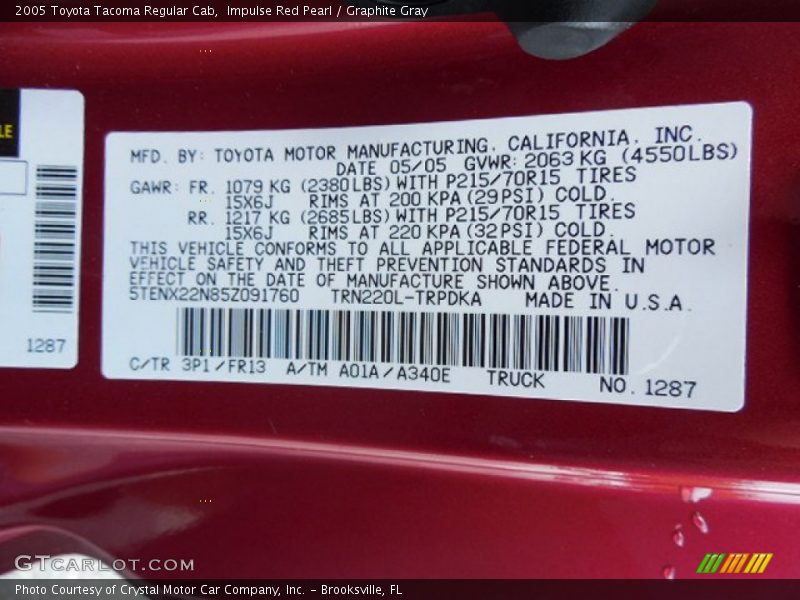 2005 Toyota Tacoma Regular Cab,  Impulse Red Pearl / Graphite Gray
LE
1287
MFD. BY: TOYOTA MOTOR MANUFACTURING, CALIFORNIA, INC.
DATE 05/05 GVWR: 2063 KG (4550LBS)
GAWR: FR. 1079 KG (2380LBS) WITH P215/70R15 TIRES
15X6J RIMS AT 200 KPA (29PSI) COLD.
RR. 1217 KG (2685LBS) WITH P215/70R15 TIRES
15X6J RIMS AT 220 KPA (32PSI) COLD.
THIS VEHICLE CONFORMS TO ALL APPLICABLE FEDERAL MOTOR
VEHICLE SAFETY AND THEFT PREVENTION STANDARDS IN
EFFECT ON THE DATE OF MANUFACTURE SHOWN ABOVE.
5TENX22N85Z091760 TRN220L-TRPDKA MADE IN U.S.A.
C/TR 3P1/FR13 A/TM A01A/A340E TRUCK NO. 1287
GTCARLOT.COM
Photo Courtesy of Crystal Motor Car Company, Inc. – Brooksville, FL